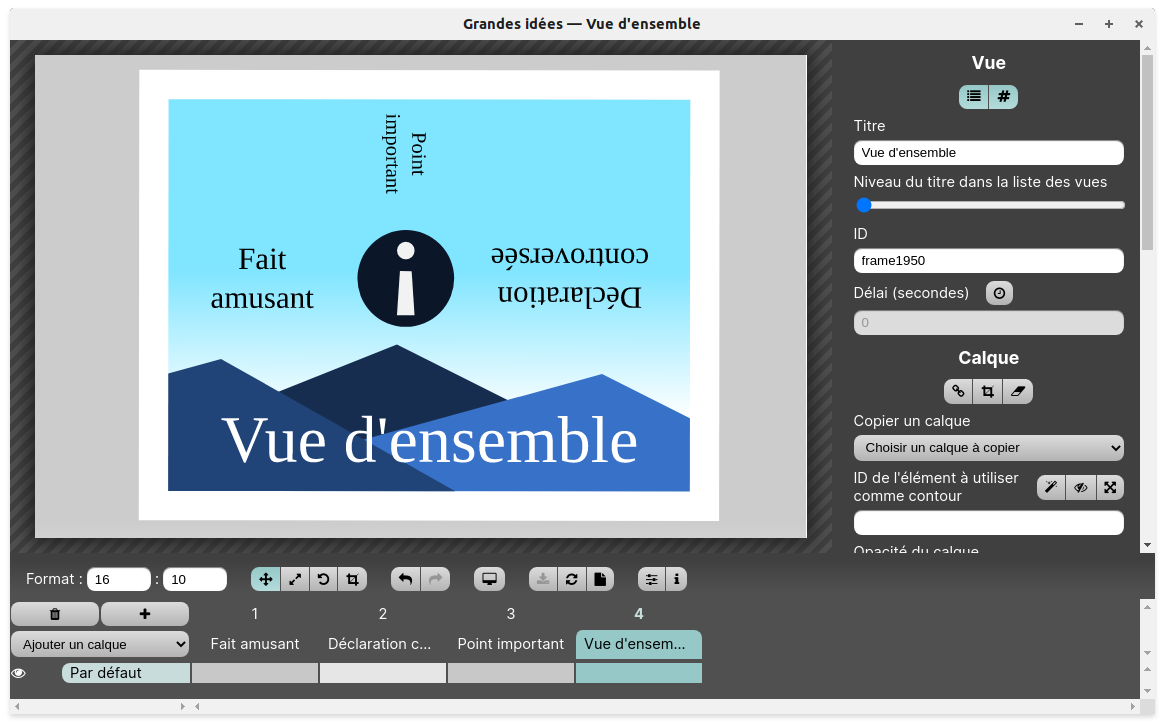 Grandes idées — Vue d'ensemble
Point
important
Fait
amusant
Déclaration
controversée
Vue d'ensemble
Vue
Titre
Vue d'ensemble
Niveau du titre dans la liste des vues
ID
frame1950
Délai (secondes)
0
Calque
Copier un calque
Choisir un calque à copier
ID de l'élément à utiliser
comme contour
Opacité du calque
Format : 16 : 10
1 2 3 4
Ajouter un calque
Fait amusant Déclaration c... Point important Vue d'ensem...
Par défaut